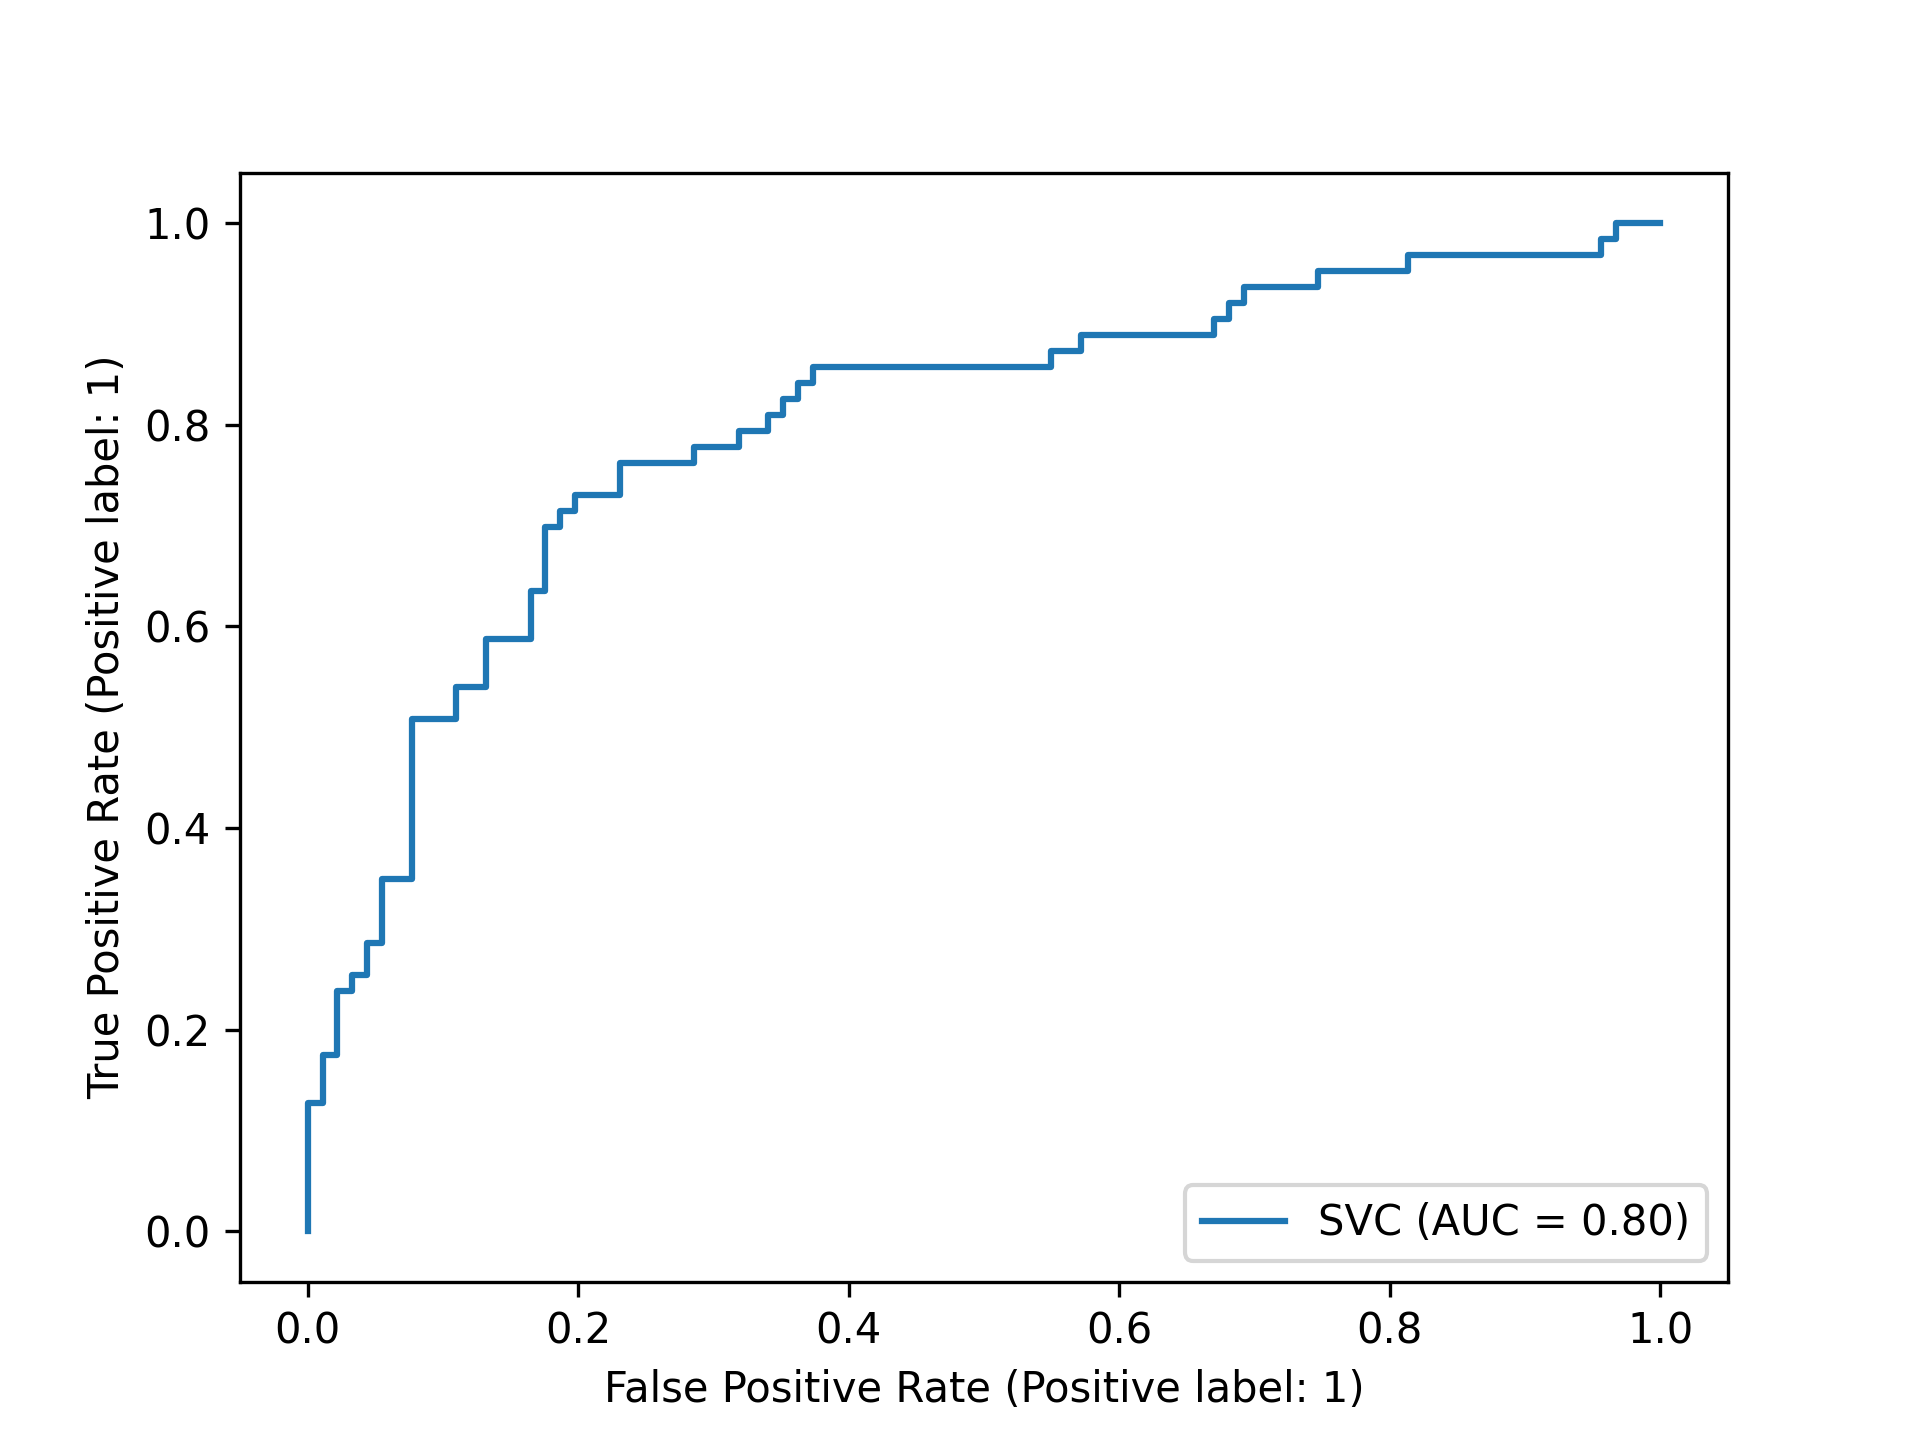 True Positive Rate (Positive label: 1)
1.0
0.8
0.6
0.4
0.2
0.0
SVC (AUC = 0.80)
0.0 0.2 0.4 0.6 0.8 1.0
False Positive Rate (Positive label: 1)